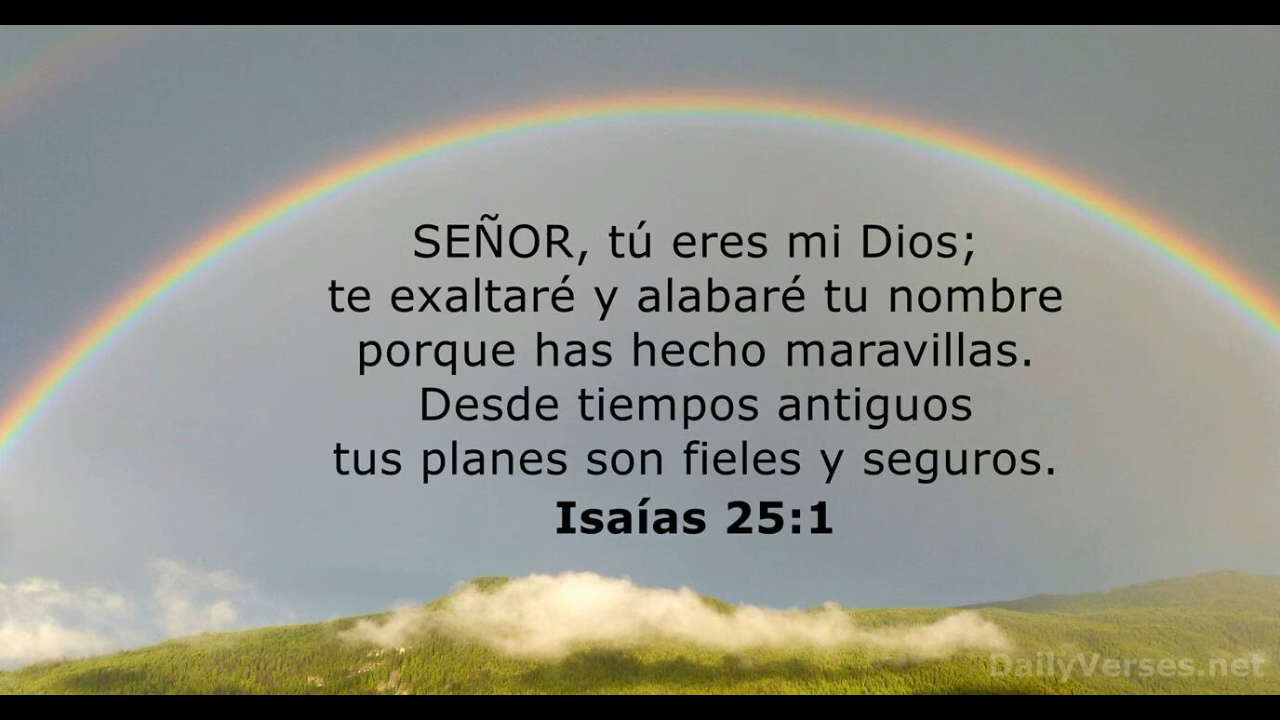 SEÑOR, tú eres mi Dios;
te exaltaré y alabaré tu nombre
porque has hecho maravillas.
Desde tiempos antiguos
tus planes son fieles y seguros.
Isaías 25:1
DailyVerses.net